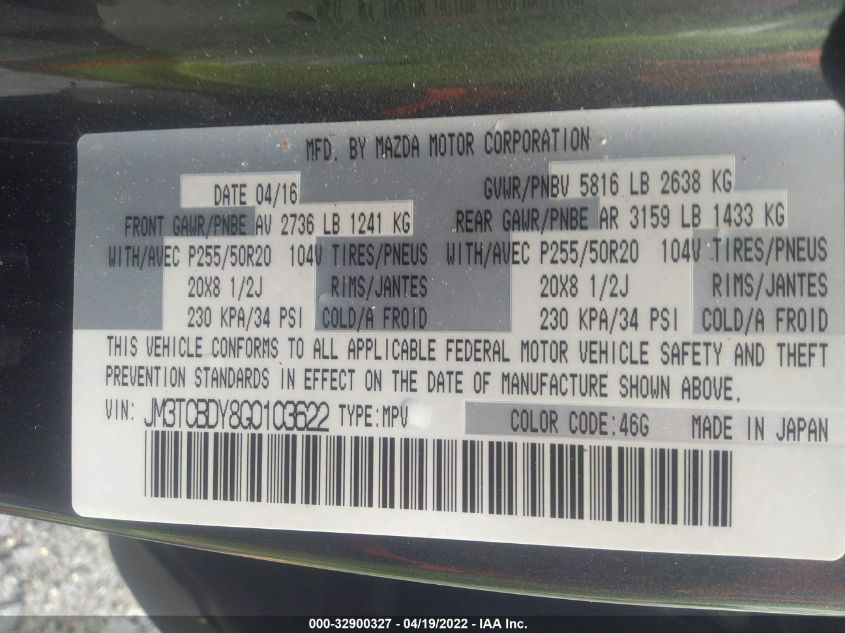 MFD. BY MAZDA MOTOR CORPORATION
DATE 04/16 GVWR/PNBV 5816 LB 2638 KG
FRONT GAWR/PNBE AV 2736 LB 1241 KG REAR GAWR/PNBE AR 3159 LB 1433 KG
WITH/AVEC P255/50R20 104V TIRES/PNEUS WITH/AVEC P255/50R20 104V TIRES/PNEUS
20X8 1/2J RIMS/JANTES 20X8 1/2J RIMS/JANTES
230 KPA/34 PSI COLD/A FROID 230 KPA/34 PSI COLD/A FROID
THIS VEHICLE CONFORMS TO ALL APPLICABLE FEDERAL MOTOR VEHICLE SAFETY AND THEFT
PREVENTION STANDARDS IN EFFECT ON THE DATE OF MANUFACTURE SHOWN ABOVE.
VIN: JM3TCBDY8G0103622 TYPE:MPV COLOR CODE:46G MADE IN JAPAN
000-32900327 - 04/19/2022 - IAA Inc.